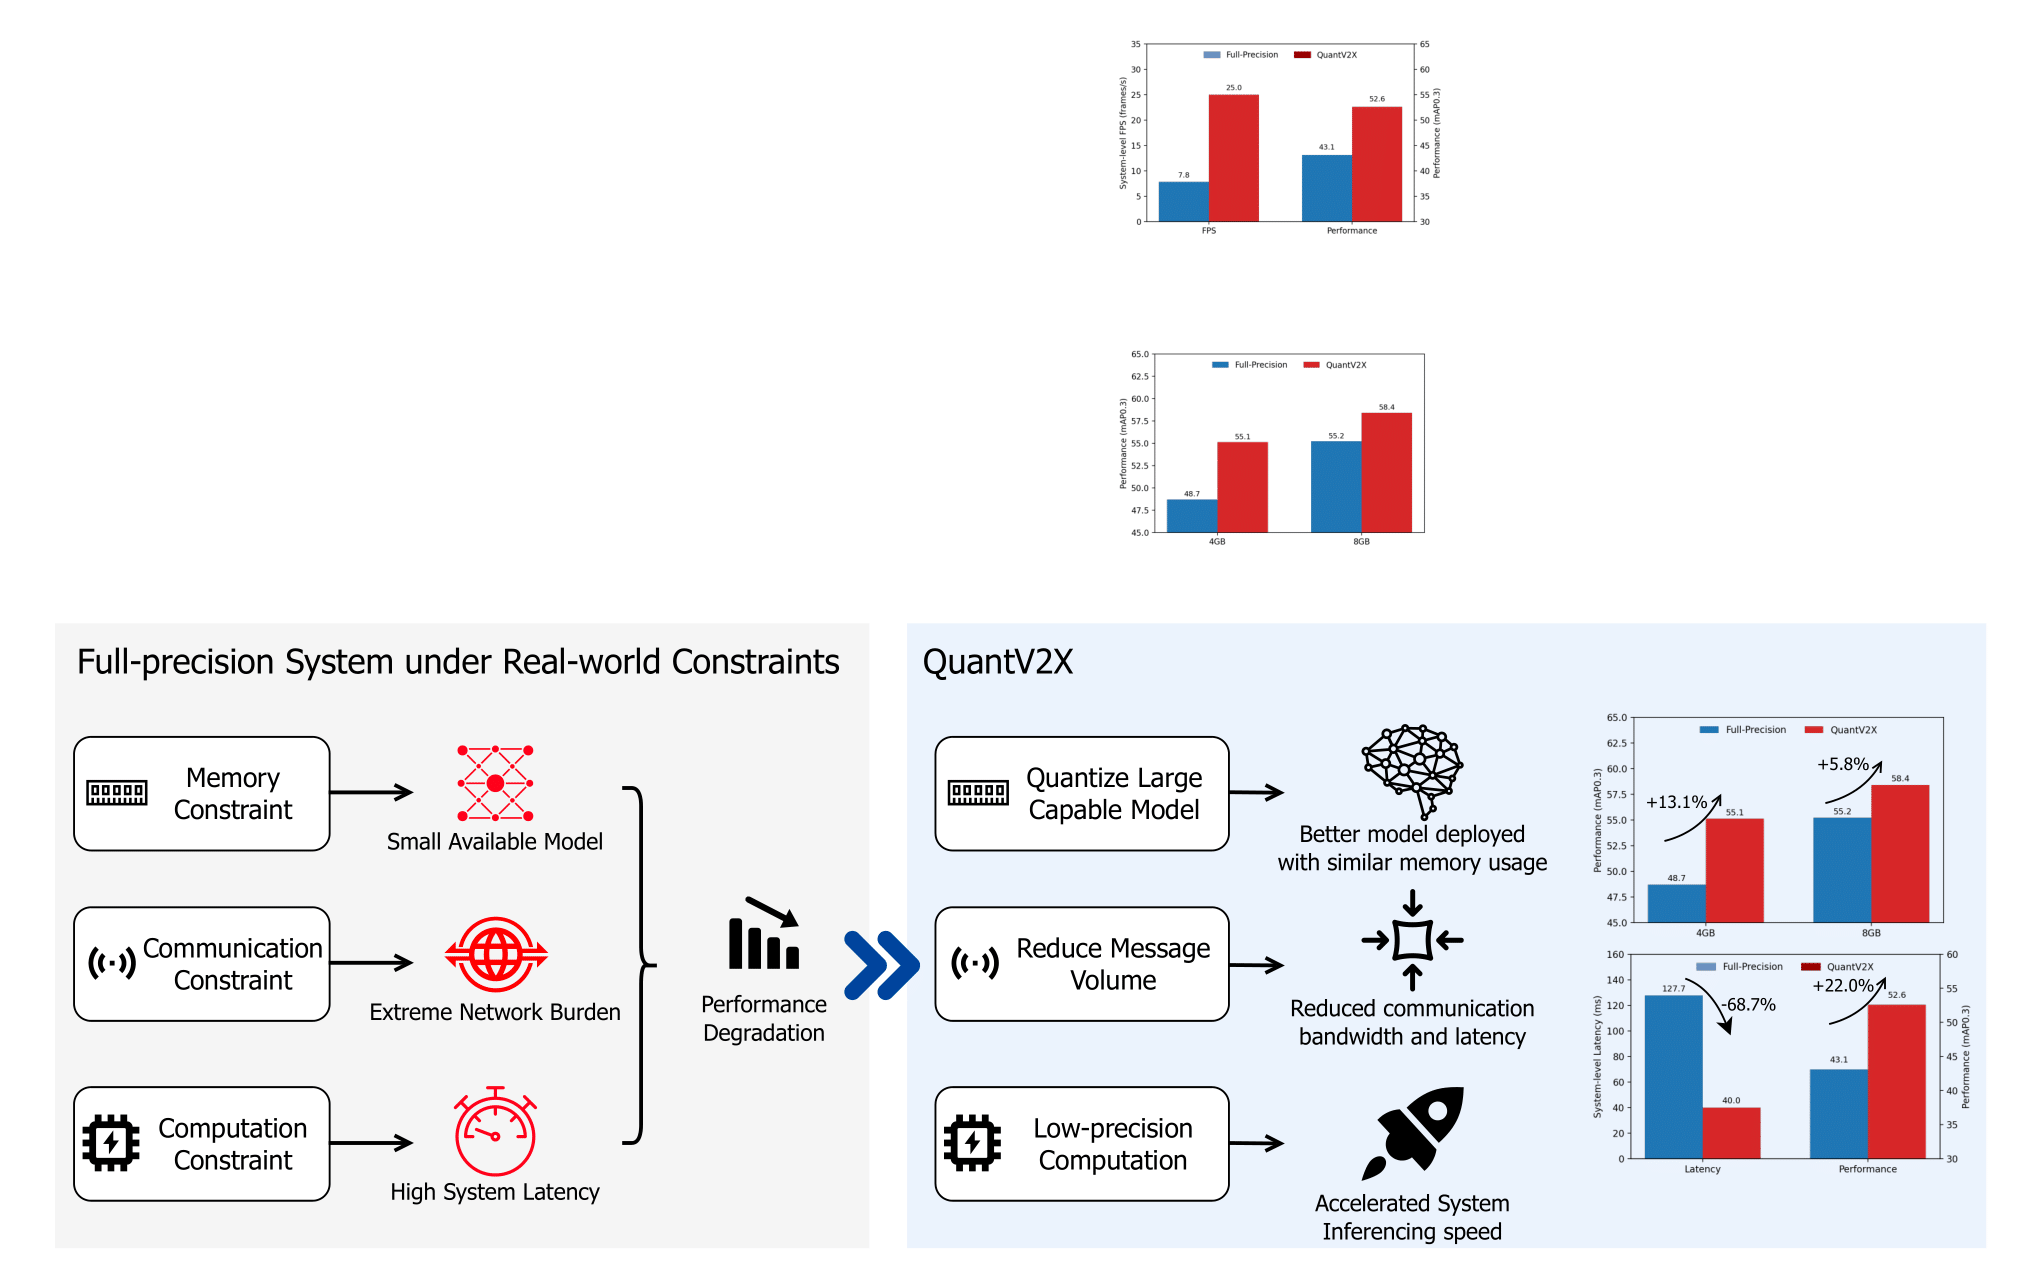 35
30
25
20
15
10
5
0
System-level FPS (frames/s)
Full-Precision
QuantV2X
7.8
25.0
43.1
52.6
FPS
Performance
65
60
55
50
45
40
35
30
Performance (mAP0.3)
65.0
62.5
60.0
57.5
55.0
52.5
50.0
47.5
45.0
Performance (mAP0.3)
Full-Precision
QuantV2X
48.7
55.1
55.2
58.4
4GB
8GB
Full-precision System under Real-world Constraints
Memory
Constraint
Small Available Model
Communication
Constraint
Extreme Network Burden
Computation
Constraint
High System Latency
Performance
Degradation
QuantV2X
Quantize Large
Capable Model
Better model deployed
with similar memory usage
Reduce Message
Volume
Reduced communication
bandwidth and latency
Low-precision
Computation
Accelerated System
Inferencing speed
65.0
62.5
60.0
57.5
55.0
52.5
50.0
47.5
45.0
Performance (mAP0.3)
Full-Precision
QuantV2X
+13.1%
+5.8%
48.7
55.1
55.2
58.4
4GB
8GB
160
140
120
100
80
60
40
20
0
System-level Latency (ms)
Full-Precision
QuantV2X
127.7
-68.7%
40.0
+22.0%
43.1
52.6
Latency
Performance
60
55
50
45
40
35
30
Performance (mAP0.3)